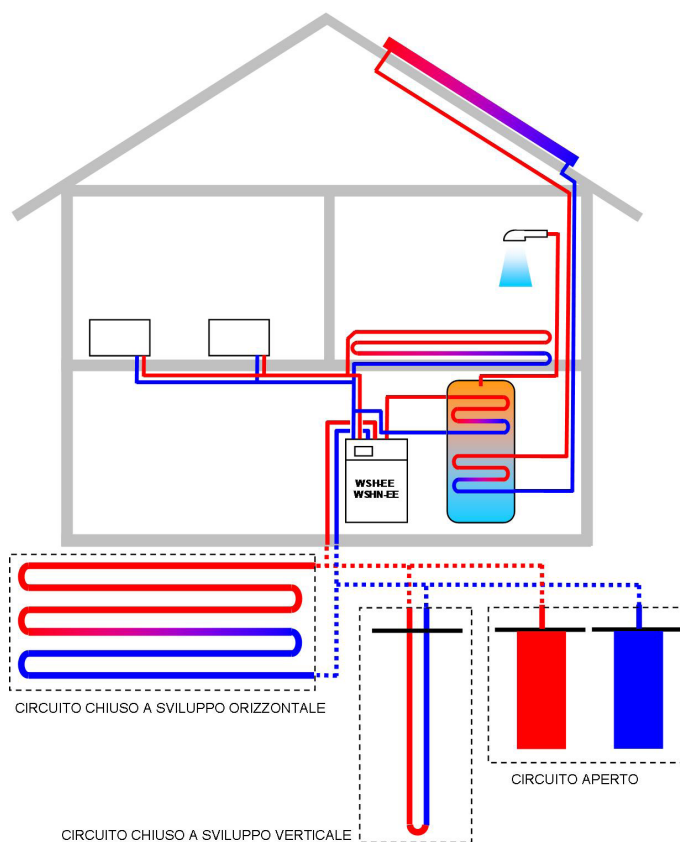 WSH-EE
WSHN-EE
CIRCUITO CHIUSO A SVILUPPO ORIZZONTALE
CIRCUITO APERTO
CIRCUITO CHIUSO A SVILUPPO VERTICALE